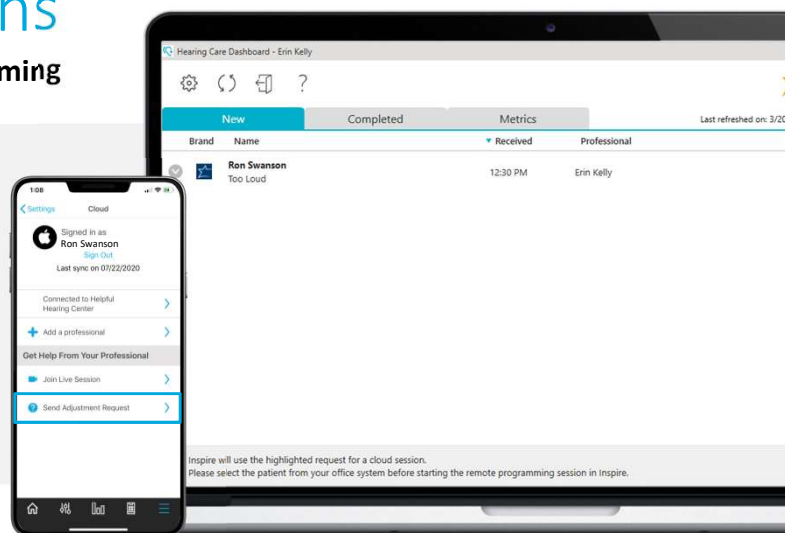 ns
ming
Hearing Care Dashboard - Erin Kelly
?
New Completed Metrics Last refreshed on: 3/20
Brand Name Received Professional
Ron Swanson 12:30 PM Erin Kelly
Too Loud
Inspire will use the highlighted request for a cloud session.
Please select the patient from your office system before starting the remote programming session in Inspire.
1:08
Settings Cloud
Signed in as
Ron Swanson
Sign Out
Last sync on 07/22/2020
Connected to Helpful
Hearing Center
Add a professional
Get Help From Your Professional
Join Live Session
Send Adjustment Request